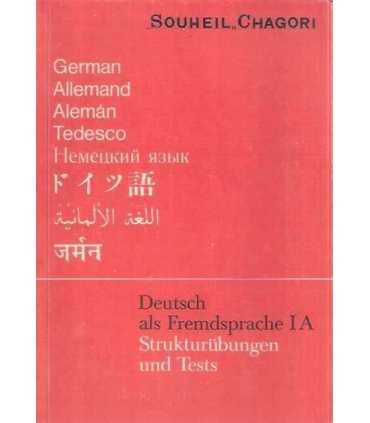 „SOUHEIL„CHAGORI
German
Allemand
Alemán
Tedesco
Немецкий язык
ドイツ語
اللغة الألمانية
जर्मन
Deutsch
als Fremdsprache IA
Strukturübungen
und Tests